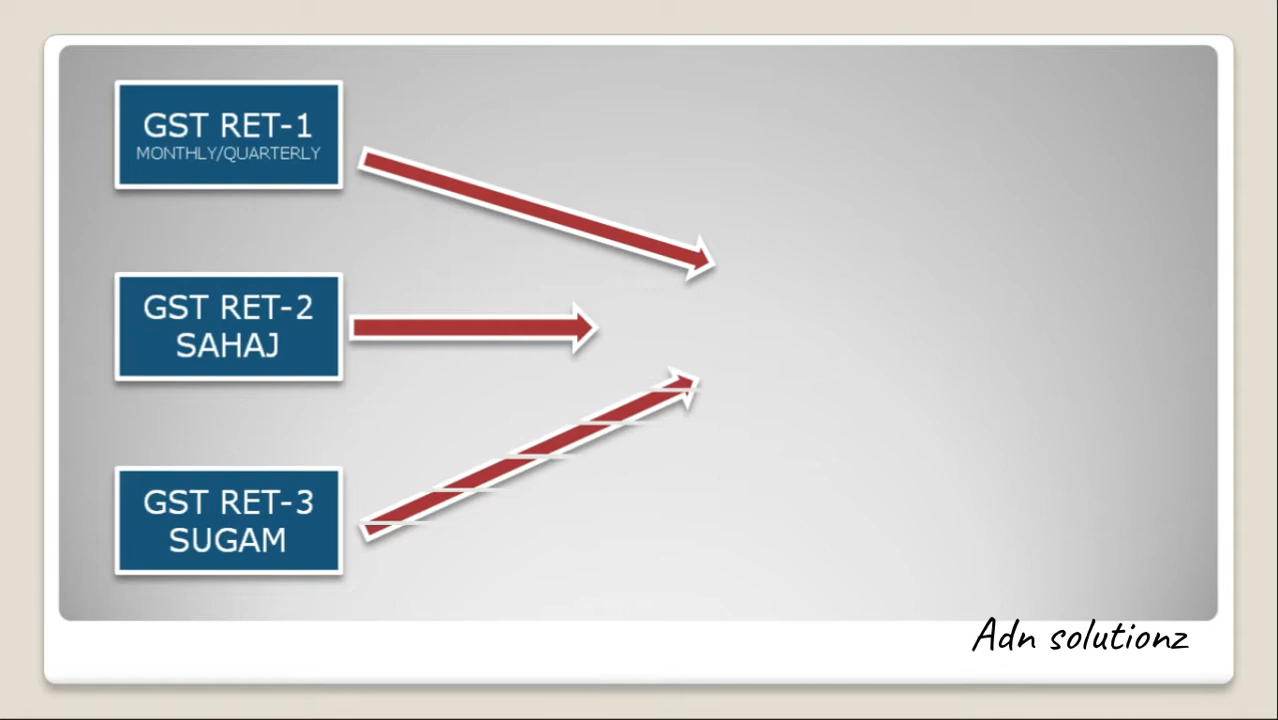 GST RET-1
MONTHLY/QUARTERLY
GST RET-2
SAHAJ
GST RET-3
SUGAM
Adn solutionz